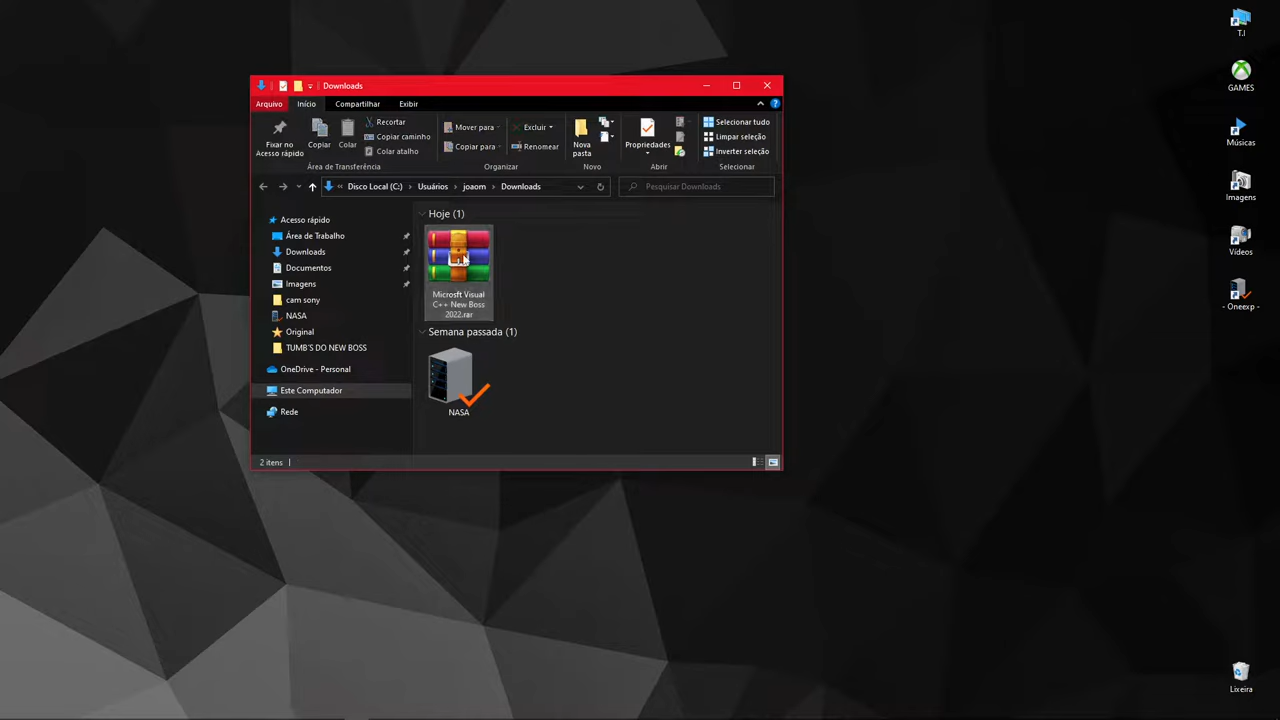 T.I
Downloads
Arquivo Início Compartilhar Exibir
GAMES
Fixar no
Acesso rápido
Copiar
Colar
Recortar
Copiar caminho
Colar atalho
Mover para
Copiar para
Excluir
Renomear
Nova
pasta
Propriedades
Selecionar tudo
Limpar seleção
Inverter seleção
Área de Transferência Organizar Novo Abrir Selecionar
Músicas
« Disco Local (C:) › Usuários › joaom › Downloads
Pesquisar Downloads
Imagens
Acesso rápido
Área de Trabalho
Downloads
Documentos
Imagens
cam sony
NASA
Original
TUMB'S DO NEW BOSS
OneDrive - Personal
Este Computador
Rede
Hoje (1)
Microsft Visual
C++ New Boss
2022.rar
Semana passada (1)
NASA
2 itens
Vídeos
- Oneexp -
Lixeira